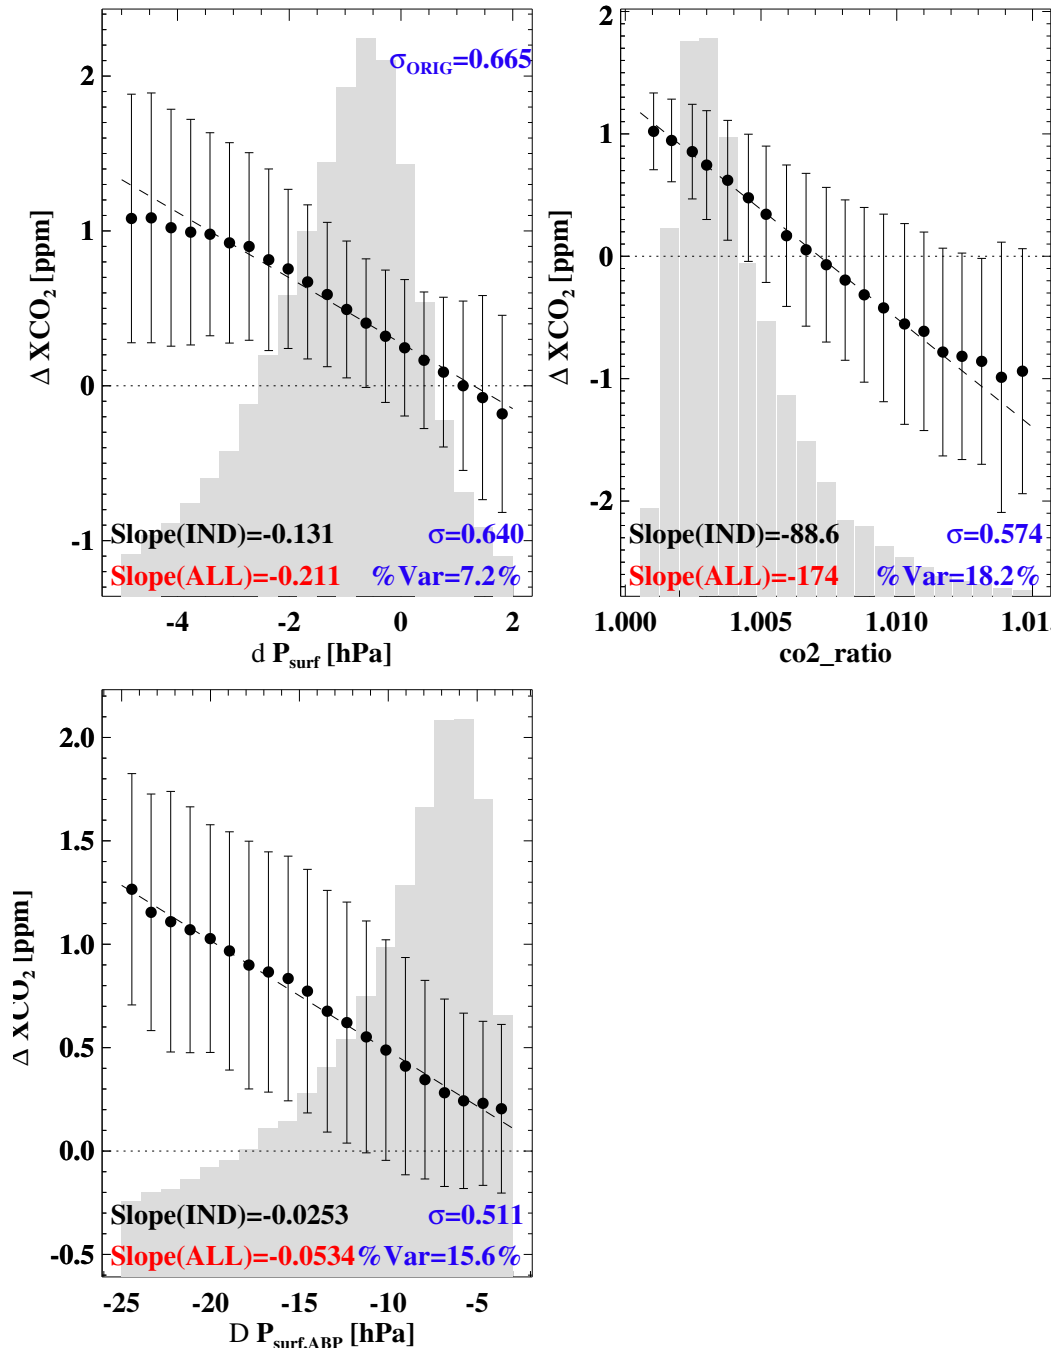 σORIG=0.665
2
1
0
-1
Δ XCO2 [ppm]
Slope(IND)=-0.131
σ=0.640
Slope(ALL)=-0.211
%Var=7.2%
-4
-2
0
2
d Psurf [hPa]
2
1
0
-1
-2
Δ XCO2 [ppm]
Slope(IND)=-88.6
σ=0.574
Slope(ALL)=-174
%Var=18.2%
1.000
1.005
1.010
1.01
co2_ratio
2.0
1.5
1.0
0.5
0.0
-0.5
Δ XCO2 [ppm]
Slope(IND)=-0.0253
σ=0.511
Slope(ALL)=-0.0534
%Var=15.6%
-25
-20
-15
-10
-5
D Psurf,ABP [hPa]